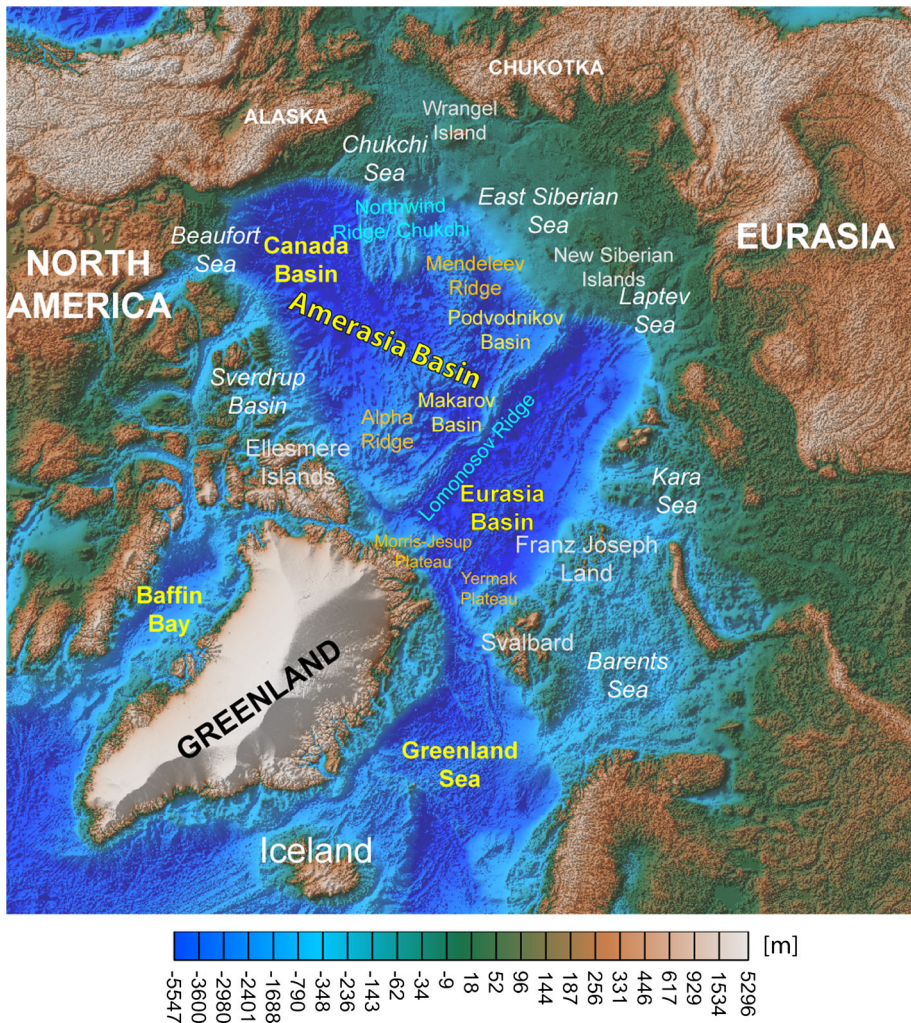 CHUKOTKA
ALASKA
Wrangel
Island
Chukchi
Sea
East Siberian
Sea
Northwind
Ridge/ Chukchi
Beaufort
Sea
Canada
Basin
EURASIA
NORTH
AMERICA
New Siberian
Islands
Mendeleev
Ridge
Laptev
Sea
Amerasia Basin
Podvodnikov
Basin
Sverdrup
Basin
Makarov
Basin
Alpha
Ridge
Lomonosov Ridge
Ellesmere
Islands
Kara
Sea
Eurasia
Basin
Morris-Jesup
Plateau
Franz Joseph
Land
Yermak
Plateau
Baffin
Bay
Svalbard
Barents
Sea
GREENLAND
Greenland
Sea
Iceland
[m]
-5547
-3600
-2980
-2401
-1688
-790
-348
-236
-143
-62
-34
-9
18
52
96
144
187
256
331
446
617
929
1534
5296